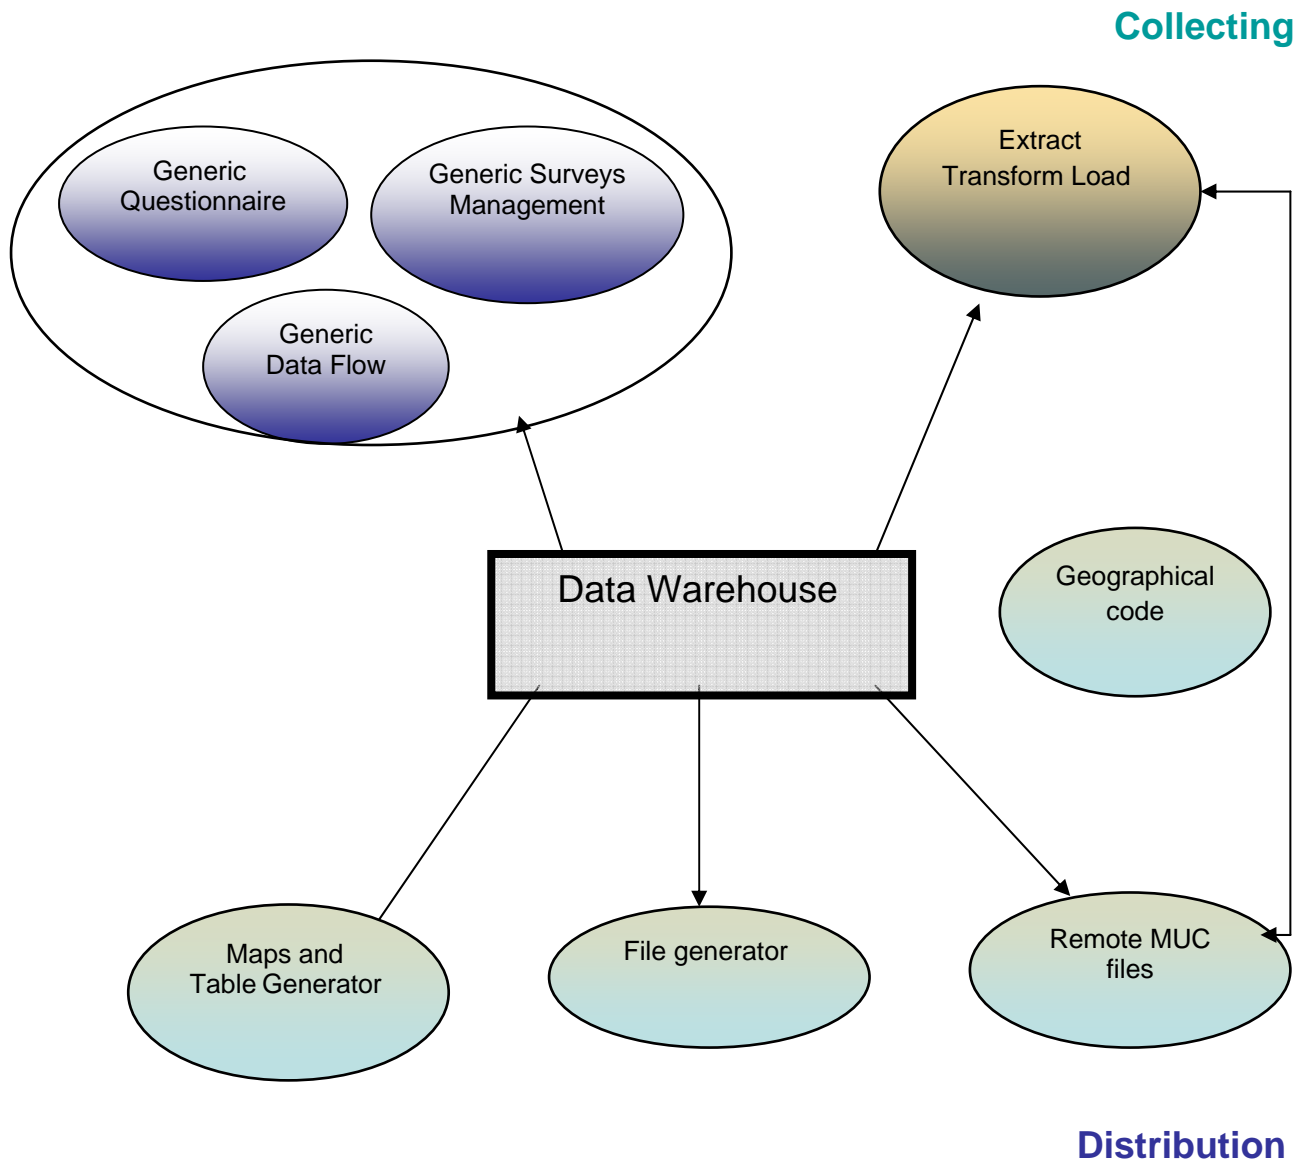 Collecting
Generic
Questionnaire
Generic Surveys
Management
Extract
Transform Load
Generic
Data Flow
Data Warehouse
Geographical
code
Maps and
Table Generator
File generator
Remote MUC
files
Distribution